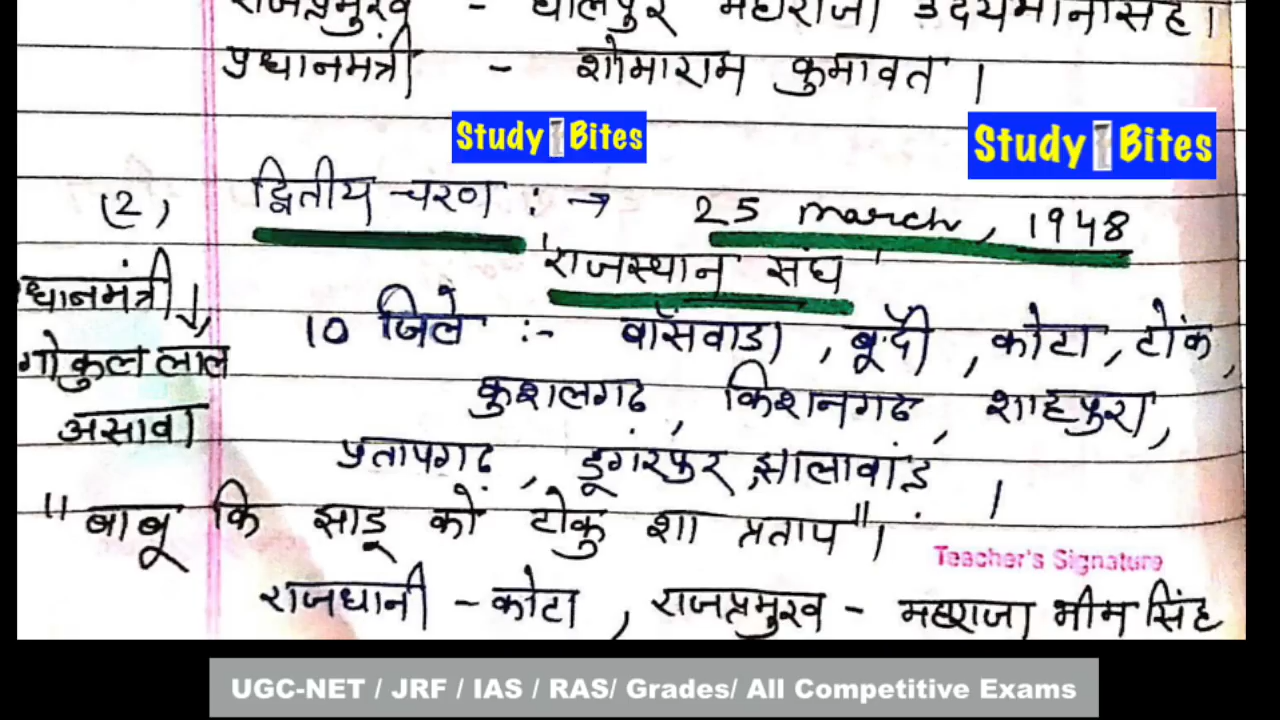 राजप्रमुख - धौलपुर महाराजा उदयभानसिंह।
प्रधानमंत्री - शोभाराम कुमावत ।
Study Bites
Study Bites
(2) द्वितीय चरण : → 25 march, 1948
'राजस्थान संघ'
धानमंत्री↓,
10 जिले :- बाँसवाडा, बूँदी, कोटा, टोंक,
गोकुल लाल
कुशलगढ, किशनगढ, शाहपुरा,
असावा
प्रतापगढ़, डूंगरपुर, झालावाड़ ।
"बाबू कि झाडू को टोकु शा प्रताप"।
Teacher's Signature
राजधानी - कोटा, राजप्रमुख - महाराजा भीम सिंह
UGC-NET / JRF / IAS / RAS/ Grades/ All Competitive Exams